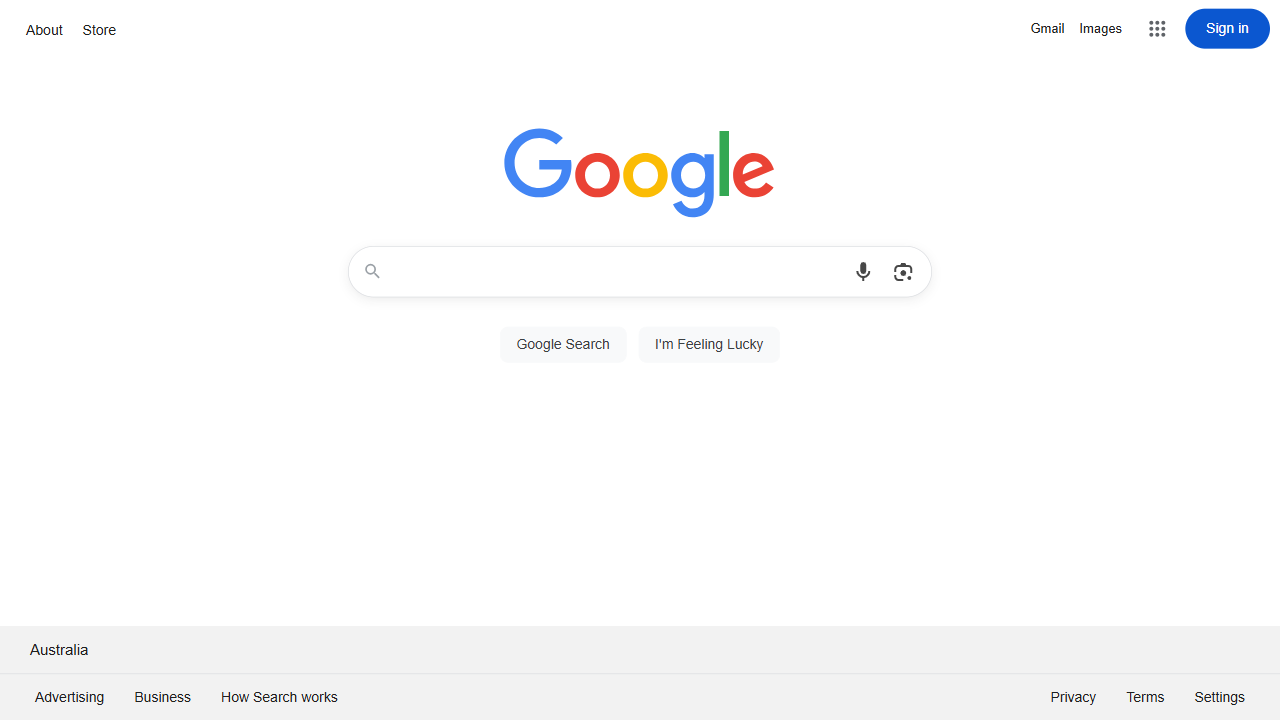 About Store Gmail Images Sign in
Google
Google Search I'm Feeling Lucky
Australia
Advertising Business How Search works Privacy Terms Settings